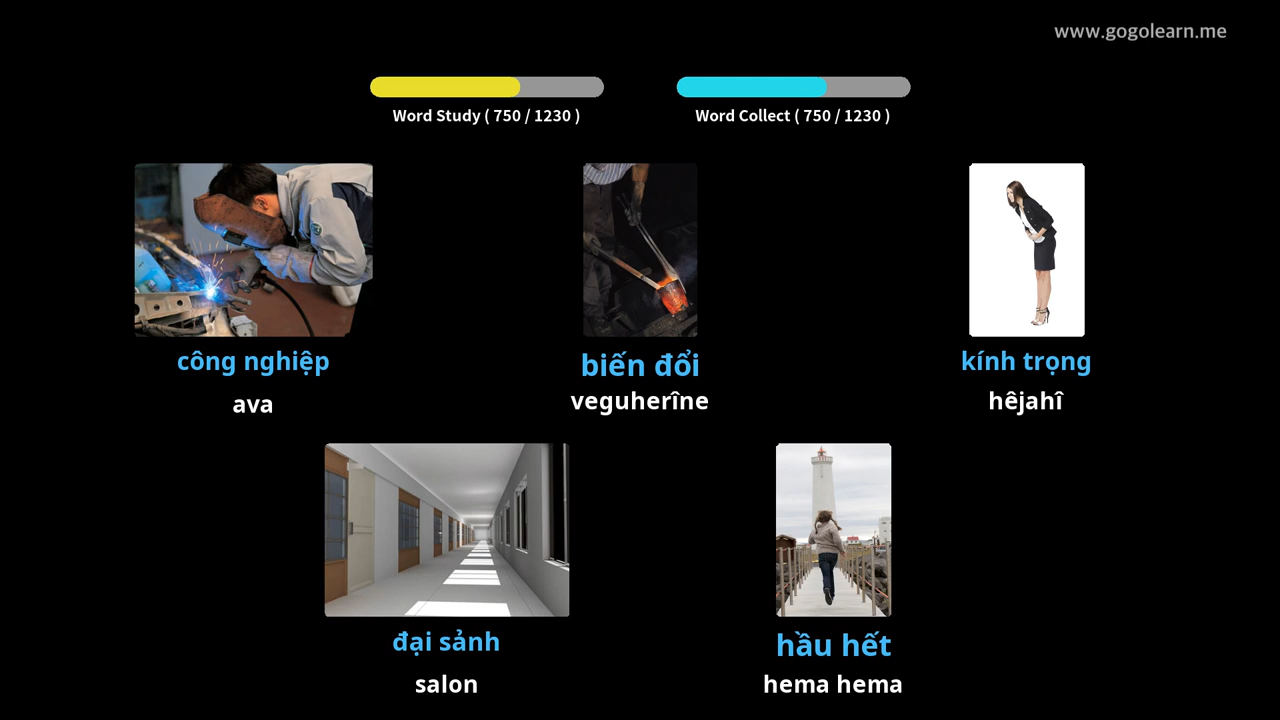 www.gogolearn.me
Word Study ( 750 / 1230 )
Word Collect ( 750 / 1230 )
công nghiệp
ava
biến đổi
veguherîne
kính trọng
hêjahî
đại sảnh
salon
hầu hết
hema hema